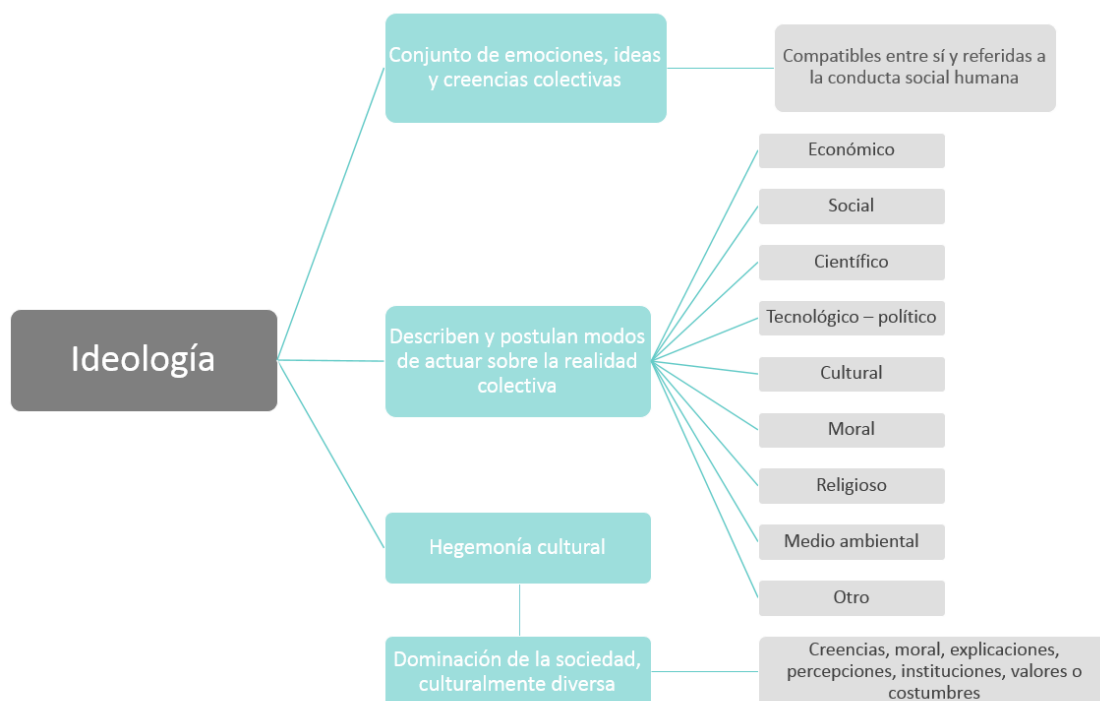 Ideología
Conjunto de emociones, ideas
y creencias colectivas
Compatibles entre sí y referidas a
la conducta social humana
Describen y postulan modos
de actuar sobre la realidad
colectiva
Económico
Social
Científico
Tecnológico – político
Cultural
Moral
Religioso
Medio ambiental
Otro
Hegemonía cultural
Dominación de la sociedad,
culturalmente diversa
Creencias, moral, explicaciones,
percepciones, instituciones, valores o
costumbres